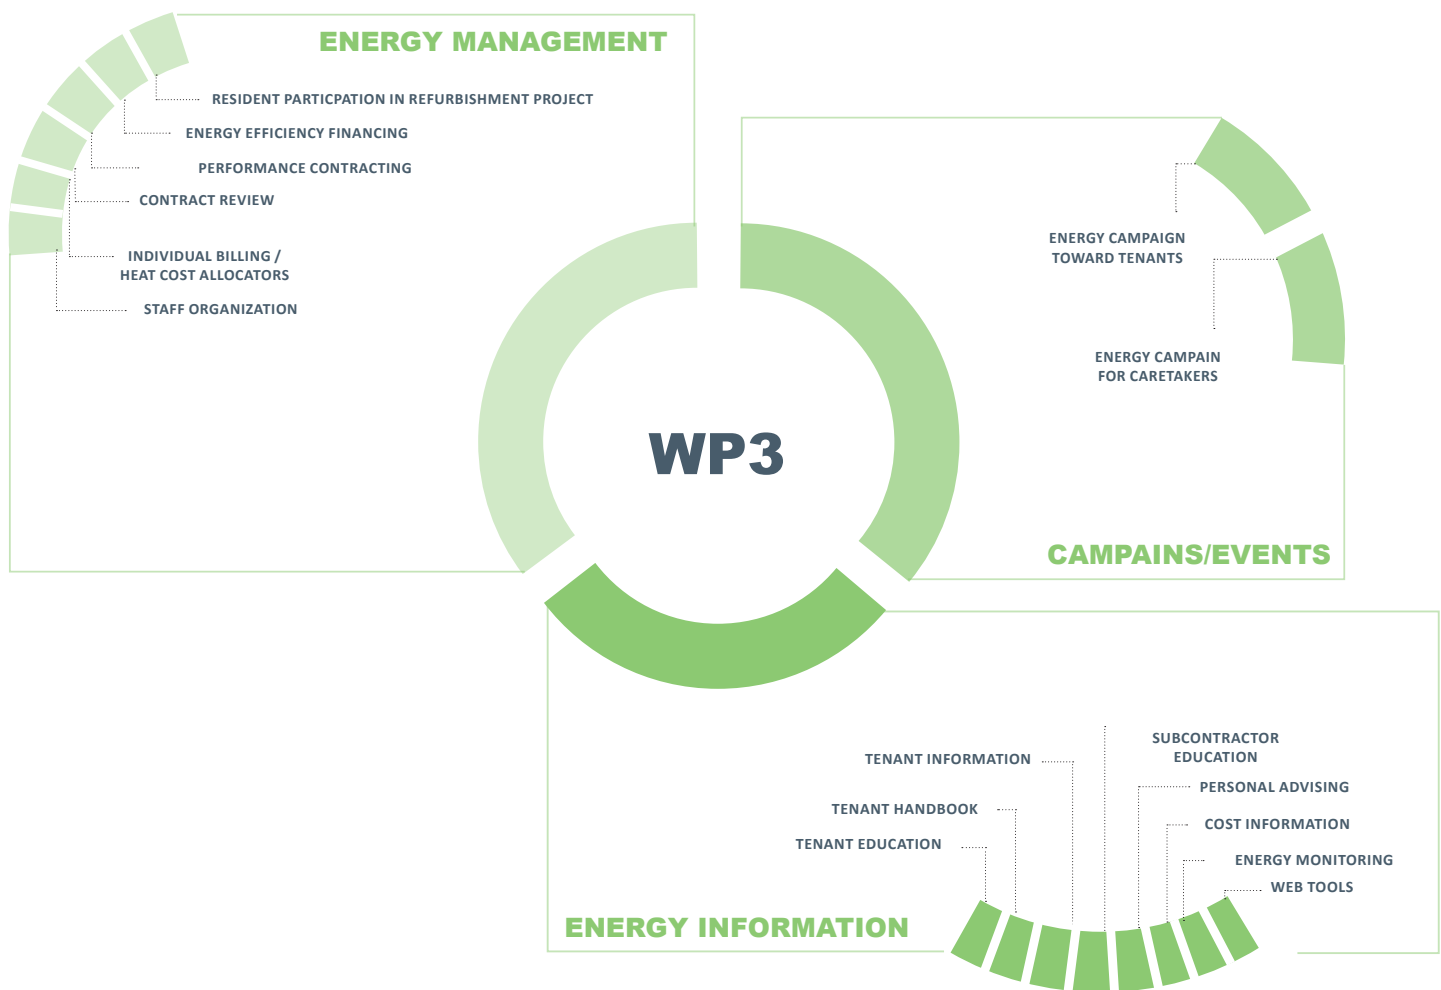 ENERGY MANAGEMENT
RESIDENT PARTICPATION IN REFURBISHMENT PROJECT
ENERGY EFFICIENCY FINANCING
PERFORMANCE CONTRACTING
CONTRACT REVIEW
INDIVIDUAL BILLING /
HEAT COST ALLOCATORS
STAFF ORGANIZATION
ENERGY CAMPAIGN
TOWARD TENANTS
ENERGY CAMPAIN
FOR CARETAKERS
WP3
CAMPAINS/EVENTS
SUBCONTRACTOR
EDUCATION
TENANT INFORMATION
PERSONAL ADVISING
TENANT HANDBOOK
COST INFORMATION
TENANT EDUCATION
ENERGY MONITORING
WEB TOOLS
ENERGY INFORMATION